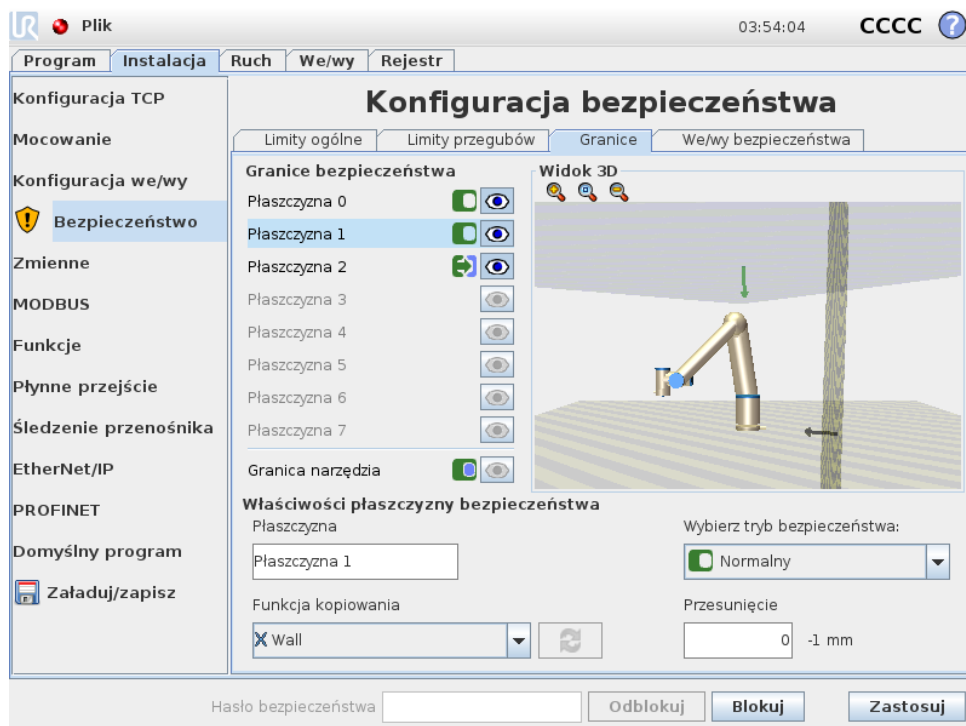 UR Plik 03:54:04 CCCC ?
Program Instalacja Ruch We/wy Rejestr
Konfiguracja TCP
Mocowanie
Konfiguracja we/wy
Bezpieczeństwo
Zmienne
MODBUS
Funkcje
Płynne przejście
Śledzenie przenośnika
EtherNet/IP
PROFINET
Domyślny program
Załaduj/zapisz
Konfiguracja bezpieczeństwa
Limity ogólne Limity przegubów Granice We/wy bezpieczeństwa
Granice bezpieczeństwa
Płaszczyzna 0
Płaszczyzna 1
Płaszczyzna 2
Płaszczyzna 3
Płaszczyzna 4
Płaszczyzna 5
Płaszczyzna 6
Płaszczyzna 7
Granica narzędzia
Widok 3D
Właściwości płaszczyzny bezpieczeństwa
Płaszczyzna
Płaszczyzna 1
Wybierz tryb bezpieczeństwa:
Normalny
Funkcja kopiowania
Wall
Przesunięcie
0 -1 mm
Hasło bezpieczeństwa Odblokuj Blokuj Zastosuj